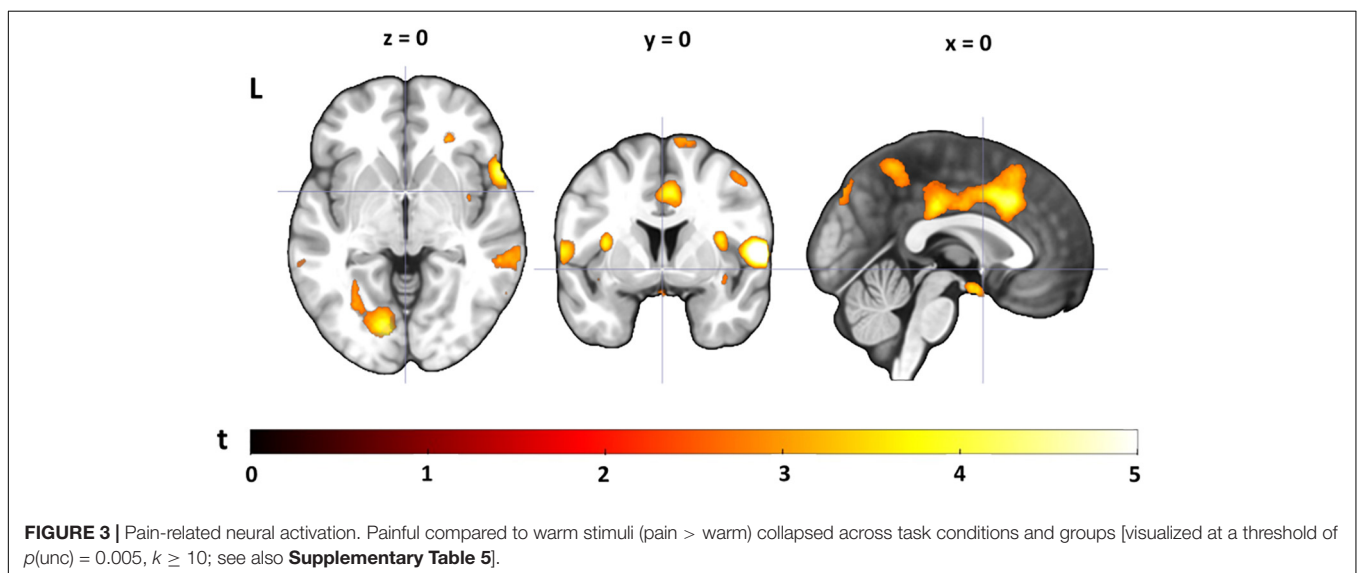 z = 0
y = 0
x = 0
L
t
0 1 2 3 4 5
FIGURE 3 | Pain-related neural activation. Painful compared to warm stimuli (pain > warm) collapsed across task conditions and groups [visualized at a threshold of
p(unc) = 0.005, k ≥ 10; see also Supplementary Table 5].